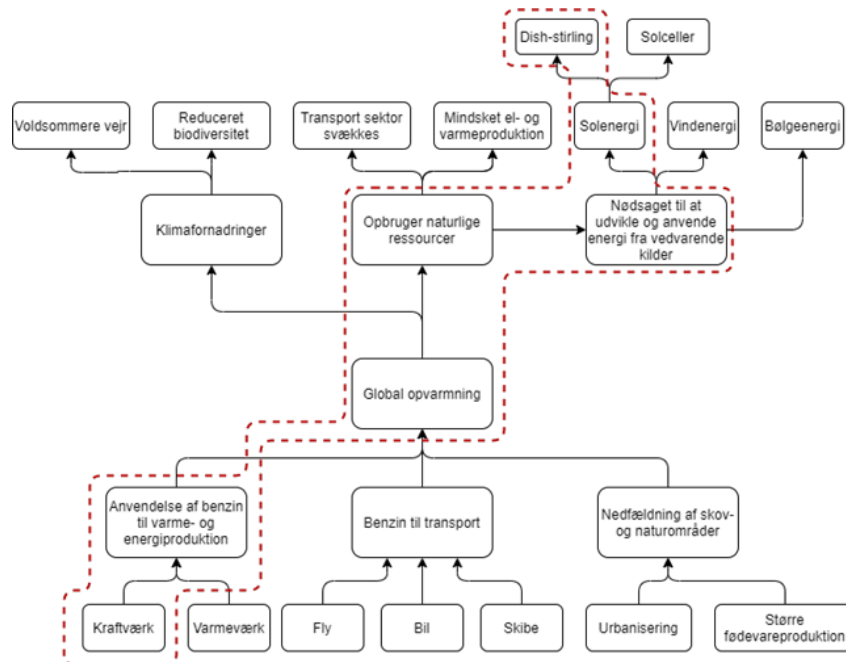 Dish-stirling
Solceller
Voldsommere vejr
Reduceret
biodiversitet
Transport sektor
svækkes
Mindsket el- og
varmeproduktion
Solenergi
Vindenergi
Bølgeenergi
Klimafornadringer
Opbruger naturlige
ressourcer
Nødsaget til at
udvikle og anvende
energi fra vedvarende
kilder
Global opvarmning
Anvendelse af benzin
til varme- og
energiproduktion
Benzin til transport
Nedfældning af skov-
og naturområder
Kraftværk
Varmeværk
Fly
Bil
Skibe
Urbanisering
Større
fødevareproduktion